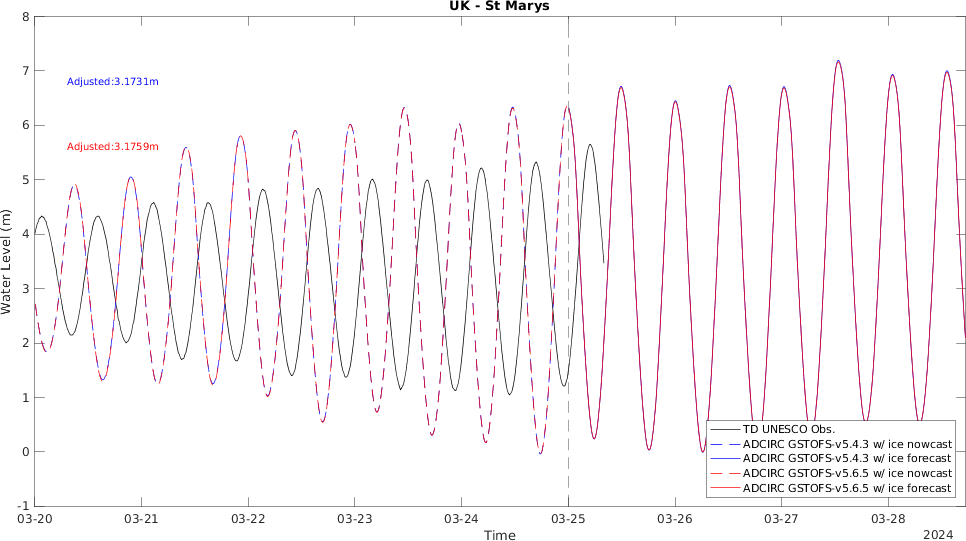 UK - St Marys
8
7
6
5
4
3
2
1
0
-1
Water Level (m)
Adjusted:3.1731m
Adjusted:3.1759m
TD UNESCO Obs.
ADCIRC GSTOFS-v5.4.3 w/ ice nowcast
ADCIRC GSTOFS-v5.4.3 w/ ice forecast
ADCIRC GSTOFS-v5.6.5 w/ ice nowcast
ADCIRC GSTOFS-v5.6.5 w/ ice forecast
03-20 03-21 03-22 03-23 03-24 03-25 03-26 03-27 03-28
Time
2024